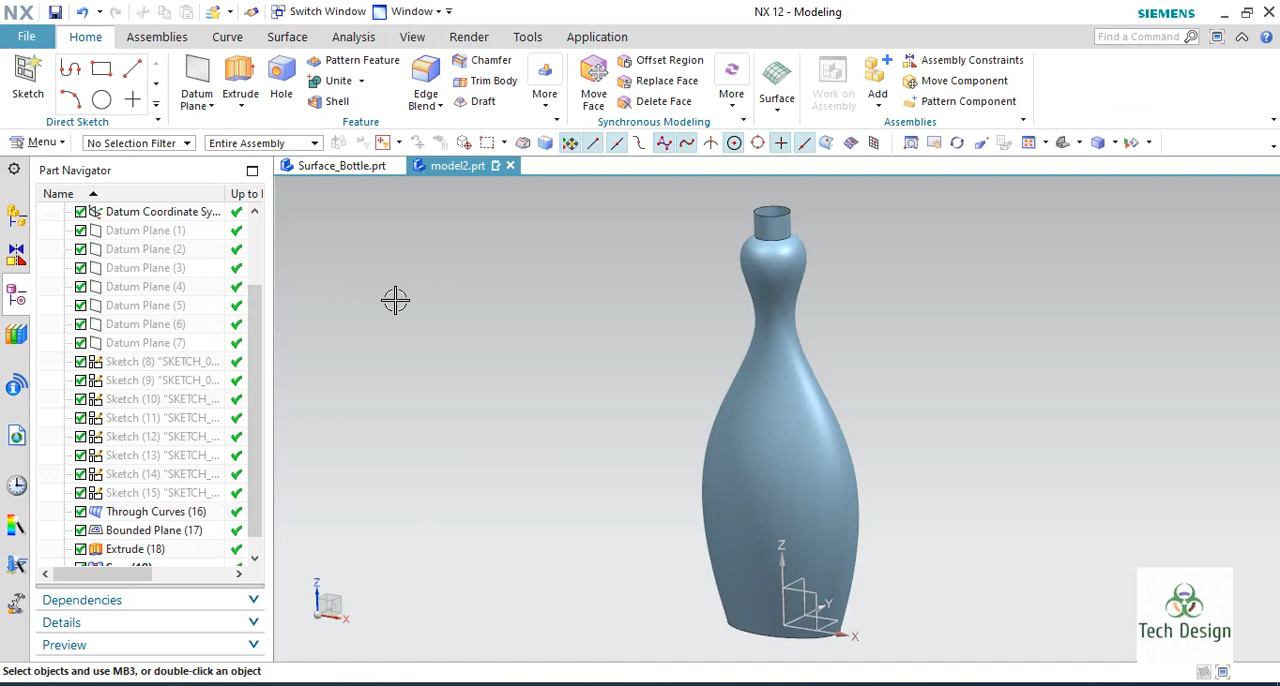 NX
Switch Window
Window
NX 12 - Modeling
SIEMENS
File
Home
Assemblies
Curve
Surface
Analysis
View
Render
Tools
Application
Find a Command
Sketch
Direct Sketch
Datum
Plane
Extrude
Hole
Pattern Feature
Unite
Shell
Edge
Blend
Chamfer
Trim Body
Draft
More
Feature
Move
Face
Offset Region
Replace Face
Delete Face
More
Synchronous Modeling
Surface
Work on
Assembly
Add
Assembly Constraints
Move Component
Pattern Component
Assemblies
Menu
No Selection Filter
Entire Assembly
Part Navigator
Surface_Bottle.prt
model2.prt
Name
Up to
Datum Coordinate Sy...
Datum Plane (1)
Datum Plane (2)
Datum Plane (3)
Datum Plane (4)
Datum Plane (5)
Datum Plane (6)
Datum Plane (7)
Sketch (8) "SKETCH_0...
Sketch (9) "SKETCH_0...
Sketch (10) "SKETCH_...
Sketch (11) "SKETCH_...
Sketch (12) "SKETCH_...
Sketch (13) "SKETCH_...
Sketch (14) "SKETCH_...
Sketch (15) "SKETCH_...
Through Curves (16)
Bounded Plane (17)
Extrude (18)
Dependencies
Details
Preview
Z
X
Z
Y
X
Tech Design
Select objects and use MB3, or double-click an object